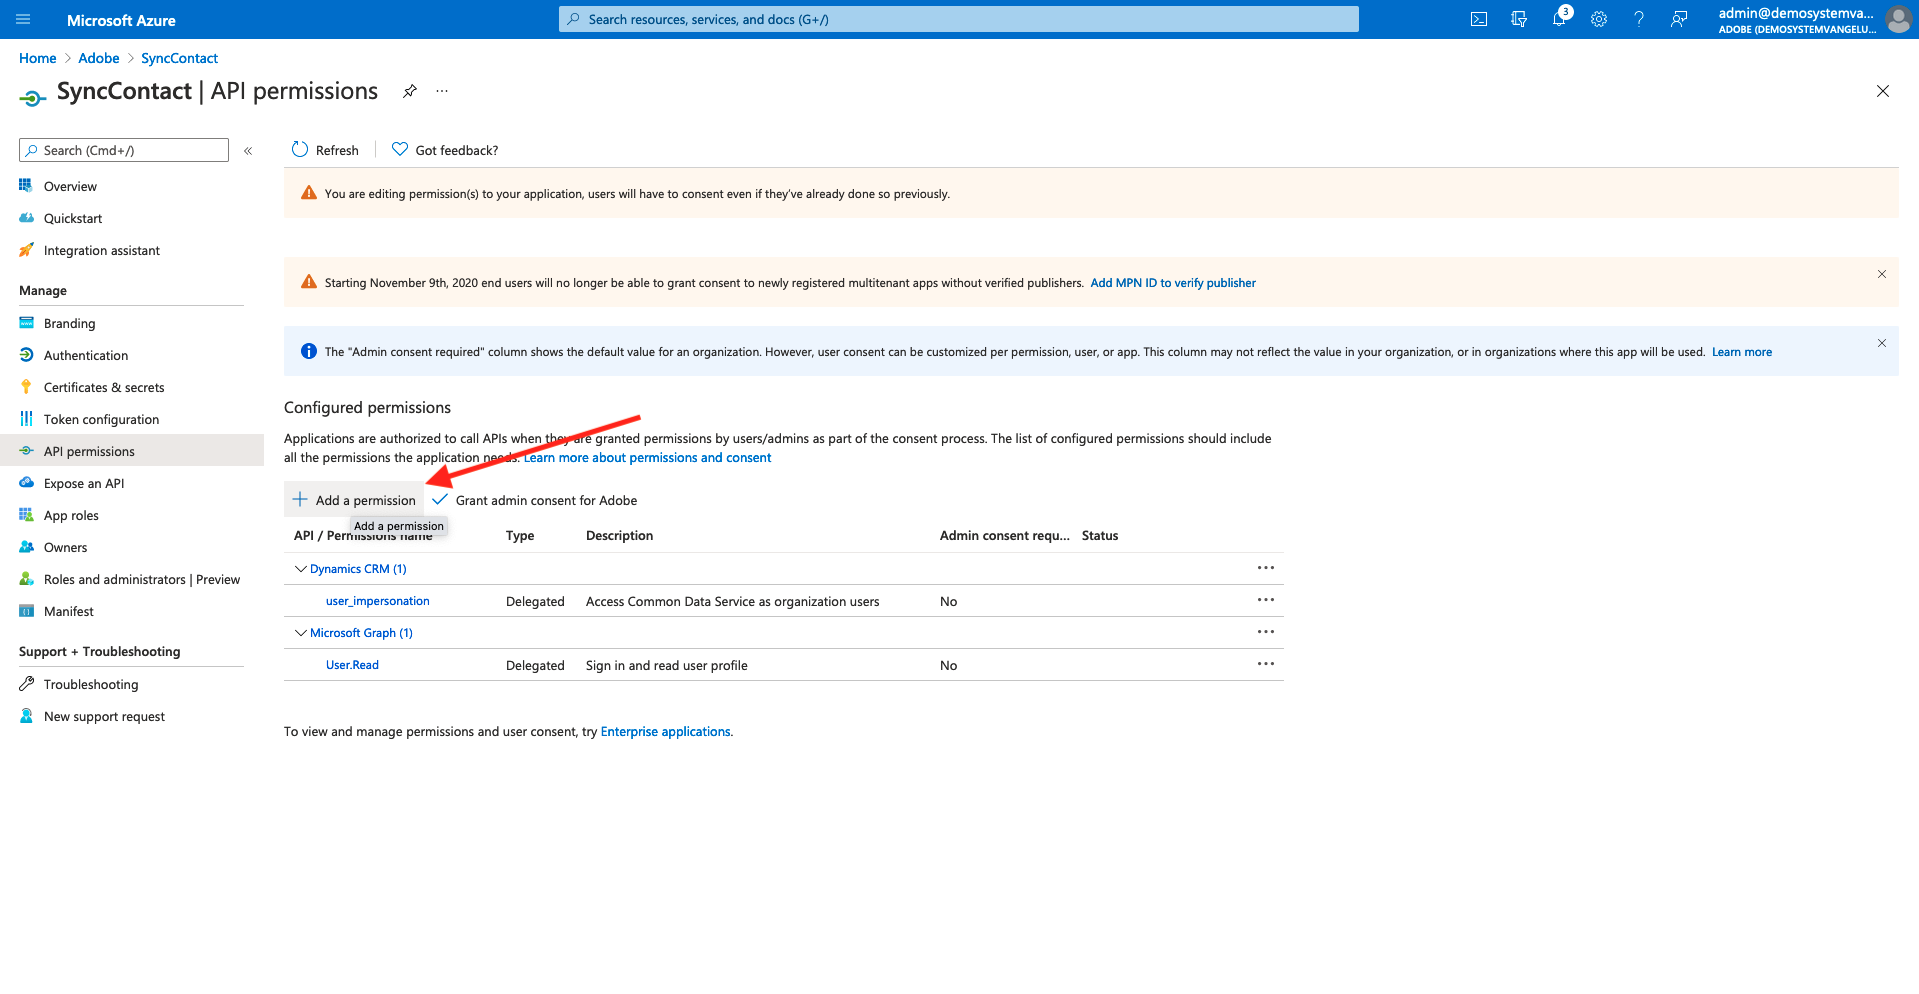 Microsoft Azure
Search resources, services, and docs (G+/)
3
admin@demosystemva...
ADOBE (DEMOSYSTEMVANGELU...
Home > Adobe > SyncContact
SyncContact | API permissions
Search (Cmd+/)
Overview
Quickstart
Integration assistant
Manage
Branding
Authentication
Certificates & secrets
Token configuration
API permissions
Expose an API
App roles
Owners
Roles and administrators | Preview
Manifest
Support + Troubleshooting
Troubleshooting
New support request
Refresh
Got feedback?
You are editing permission(s) to your application, users will have to consent even if they've already done so previously.
Starting November 9th, 2020 end users will no longer be able to grant consent to newly registered multitenant apps without verified publishers. Add MPN ID to verify publisher
The "Admin consent required" column shows the default value for an organization. However, user consent can be customized per permission, user, or app. This column may not reflect the value in your organization, or in organizations where this app will be used. Learn more
Configured permissions
Applications are authorized to call APIs when they are granted permissions by users/admins as part of the consent process. The list of configured permissions should include
all the permissions the application needs. Learn more about permissions and consent
Add a permission
Grant admin consent for Adobe
Add a permission
API / Permissions name Type Description Admin consent requ... Status
Dynamics CRM (1)
user_impersonation Delegated Access Common Data Service as organization users No
Microsoft Graph (1)
User.Read Delegated Sign in and read user profile No
To view and manage permissions and user consent, try Enterprise applications.